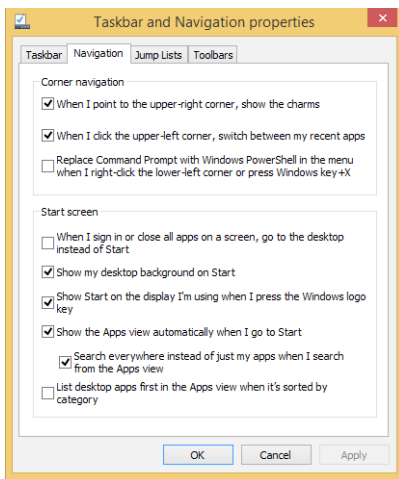 Taskbar and Navigation properties
Taskbar Navigation Jump Lists Toolbars
Corner navigation
When I point to the upper-right corner, show the charms
When I click the upper-left corner, switch between my recent apps
Replace Command Prompt with Windows PowerShell in the menu
when I right-click the lower-left corner or press Windows key+X
Start screen
When I sign in or close all apps on a screen, go to the desktop
instead of Start
Show my desktop background on Start
Show Start on the display I'm using when I press the Windows logo
key
Show the Apps view automatically when I go to Start
Search everywhere instead of just my apps when I search
from the Apps view
List desktop apps first in the Apps view when it's sorted by
category
OK Cancel Apply